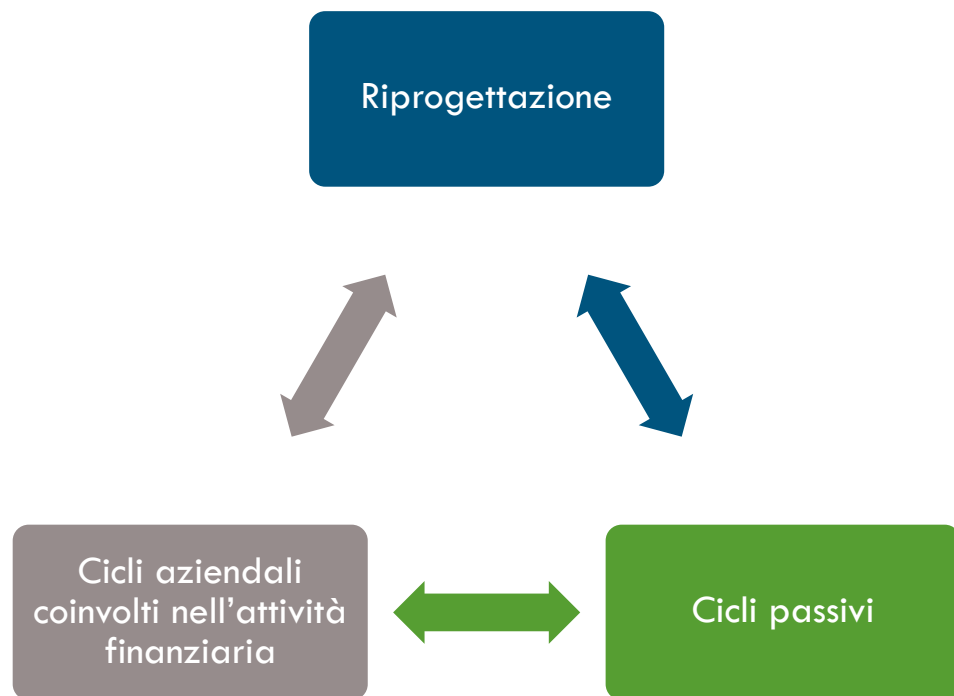 Riprogettazione
Cicli aziendali
coinvolti nell’attività
finanziaria
Cicli passivi